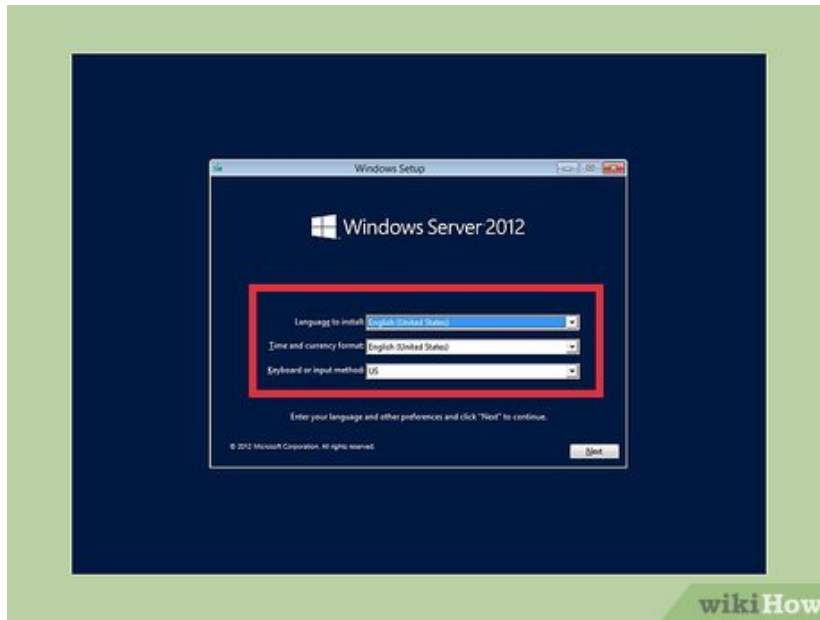 Windows Setup
Windows Server 2012
Language to install: English (United States)
Time and currency format: English (United States)
Keyboard or input method: US
Enter your language and other preferences and click "Next" to continue.
© 2012 Microsoft Corporation. All rights reserved.
Next
wikiHow